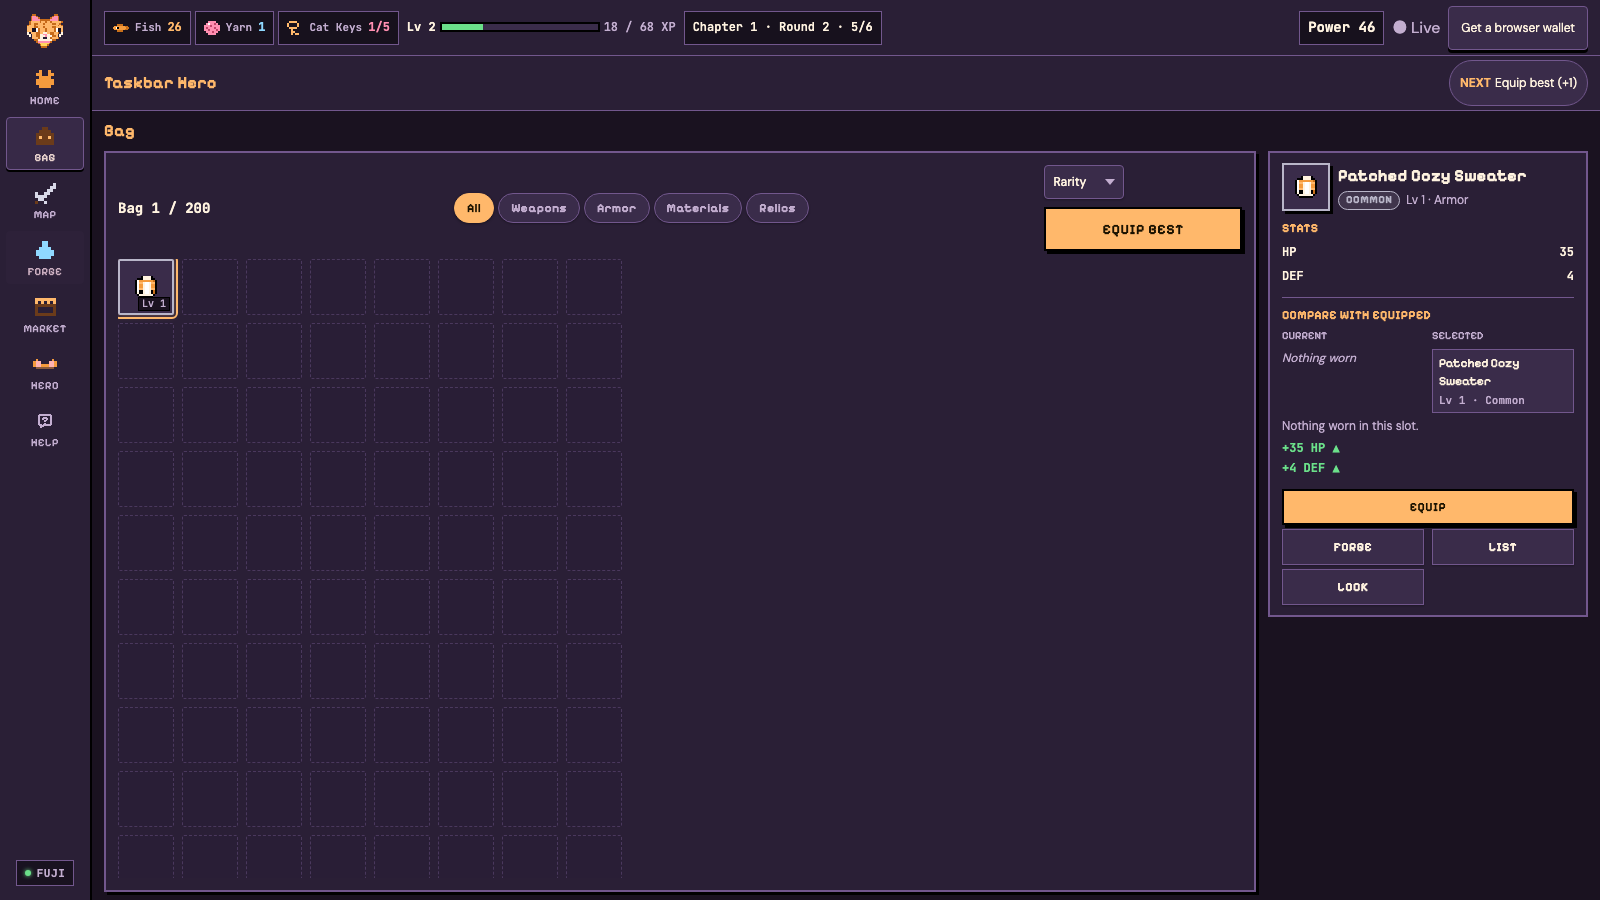 Fish 26
Yarn 1
Cat Keys 1/5
Lv 2
18 / 68 XP
Chapter 1 · Round 2 · 5/6
Power 46
Live
Get a browser wallet
HOME
BAG
MAP
FORGE
MARKET
HERO
HELP
FUJI
Taskbar Hero
NEXT Equip best (+1)
Bag
Bag 1 / 200
All
Weapons
Armor
Materials
Relics
Rarity
EQUIP BEST
Lv 1
Patched Cozy Sweater
COMMON
Lv 1 · Armor
STATS
HP 35
DEF 4
COMPARE WITH EQUIPPED
CURRENT
SELECTED
Nothing worn
Patched Cozy
Sweater
Lv 1 · Common
Nothing worn in this slot.
+35 HP ▲
+4 DEF ▲
EQUIP
FORGE
LIST
LOOK